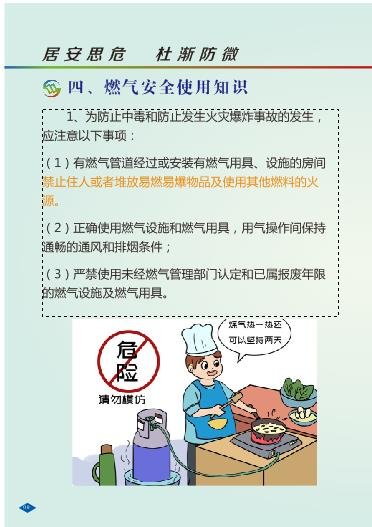 居安思危 杜渐防微
四、燃气安全使用知识
1、为防止中毒和防止发生火灾爆炸事故的发生，
应注意以下事项：
（1）有燃气管道经过或安装有燃气用具、设施的房间
禁止住人或者堆放易燃易爆物品及使用其他燃料的火
源。
（2）正确使用燃气设施和燃气用具，用气操作间保持
通畅的通风和排烟条件；
（3）严禁使用未经燃气管理部门认定和已属报废年限
的燃气设施及燃气用具。
煤气热一热还
可以坚持两天
危
险
请勿模仿